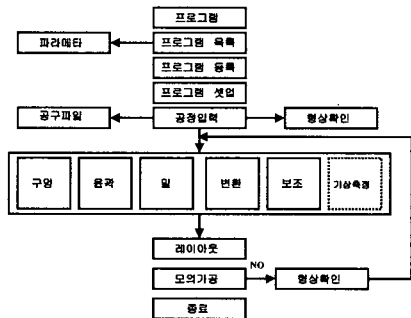 프로그램
파라메타
프로그램 목록
프로그램 등록
프로그램 셋업
공구파일
공정입력
형상확인
구멍
윤곽
밀
변환
보조
기상측정
레이아웃
모의가공
NO
형상확인
종료